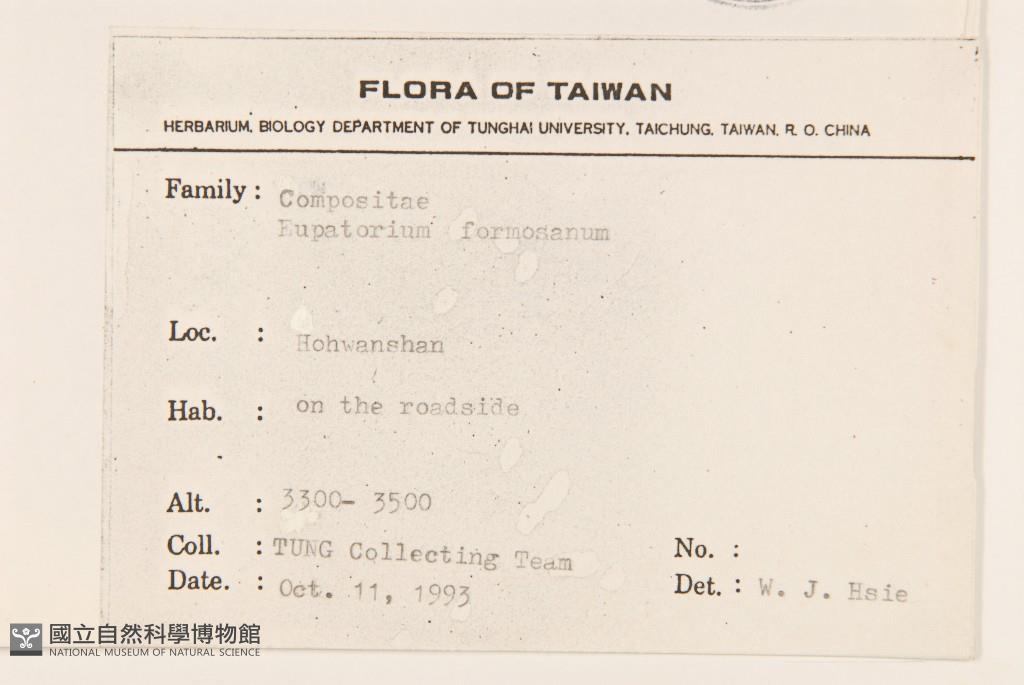 FLORA OF TAIWAN
HERBARIUM, BIOLOGY DEPARTMENT OF TUNGHAI UNIVERSITY, TAICHUNG, TAIWAN, R. O. CHINA
Family : Compositae
Eupatorium formosanum
Loc. : Hohwanshan
Hab. : on the roadside
Alt. : 3300- 3500
Coll. : TUNG Collecting Team No. :
Date. : Oct. 11, 1993 Det. : W. J. Hsie
國立自然科學博物館
NATIONAL MUSEUM OF NATURAL SCIENCE